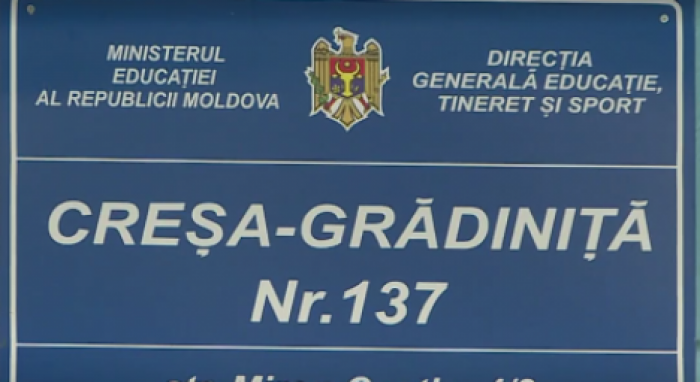 MINISTERUL
EDUCAȚIEI
AL REPUBLICII MOLDOVA
DIRECȚIA
GENERALĂ EDUCAȚIE,
TINERET ȘI SPORT
CREȘA-GRĂDINIȚĂ
Nr.137